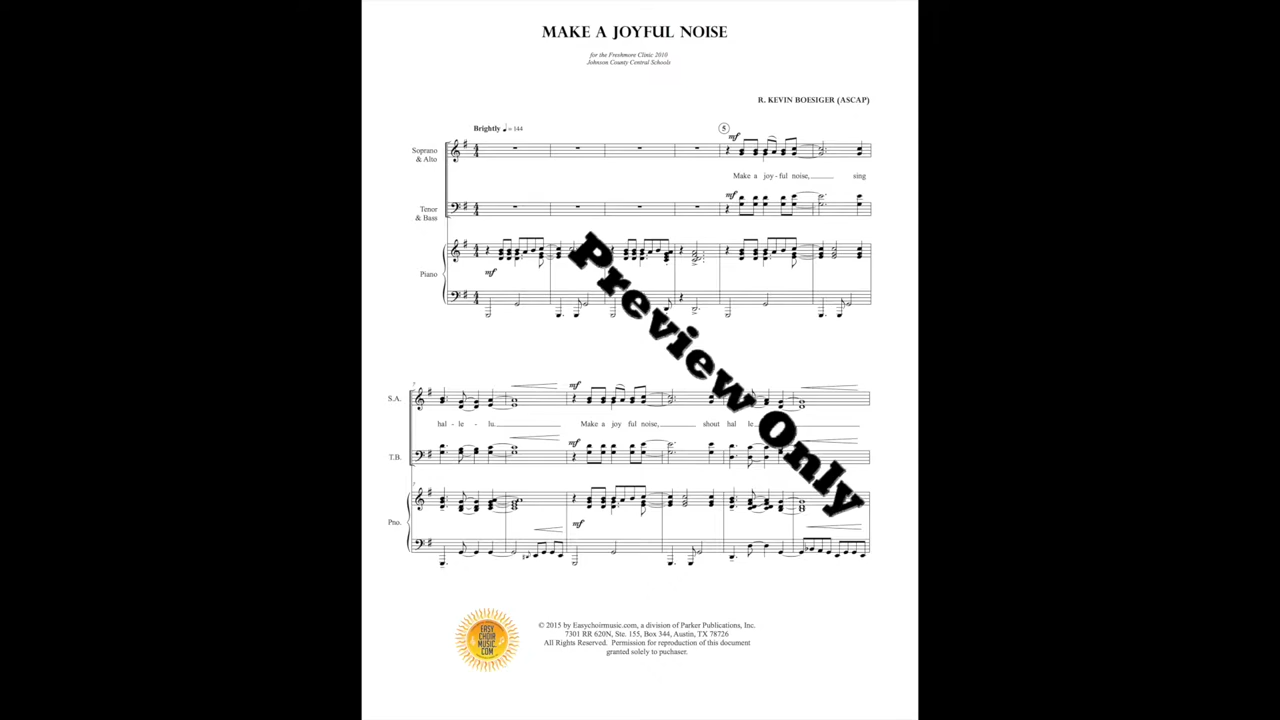 MAKE A JOYFUL NOISE
for the Freshmore Clinic 2010
Johnson County Central Schools
R. KEVIN BOESIGER (ASCAP)
Brightly ♩ = 144
5
mf
Soprano
& Alto
Make a joy - ful noise, sing
mf
Tenor
& Bass
Piano
mf
Preview Only
7
mf
S.A.
hal - le - lu. Make a joy ful noise, shout hal le
mf
T.B.
7
Pno.
mf
EASY
CHOIR
MUSIC.
COM
© 2015 by Easychoirmusic.com, a division of Parker Publications, Inc.
7301 RR 620N, Ste. 155, Box 344, Austin, TX 78726
All Rights Reserved. Permission for reproduction of this document
granted solely to puchaser.